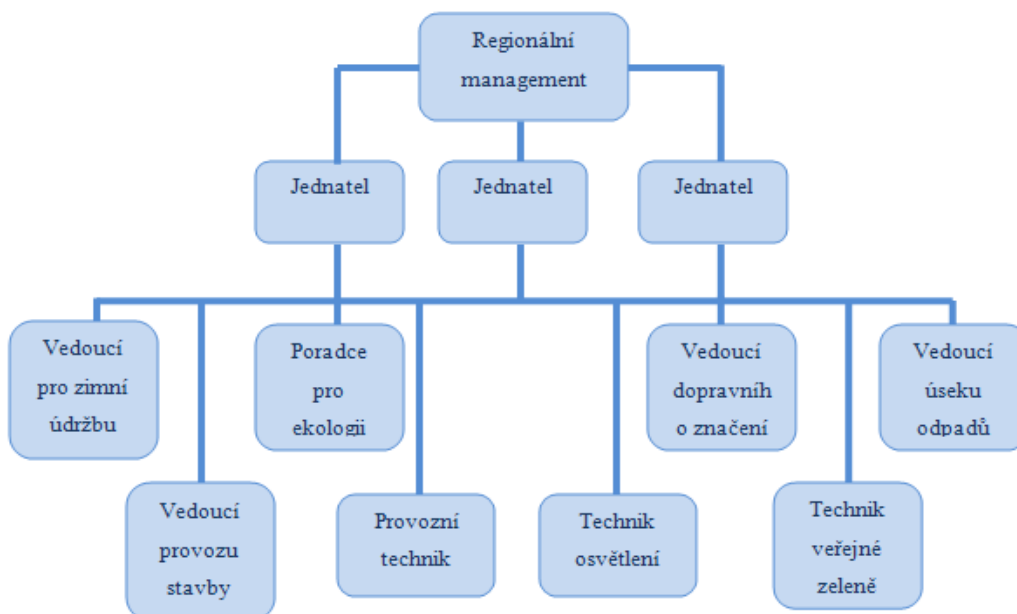 Regionální
management
Jednatel
Jednatel
Jednatel
Vedoucí
pro zimní
údržbu
Poradce
pro
ekologii
Vedoucí
dopravníh
o značení
Vedoucí
úseku
odpadů
Vedoucí
provozu
stavby
Provozní
technik
Technik
osvětlení
Technik
veřejné
zeleně